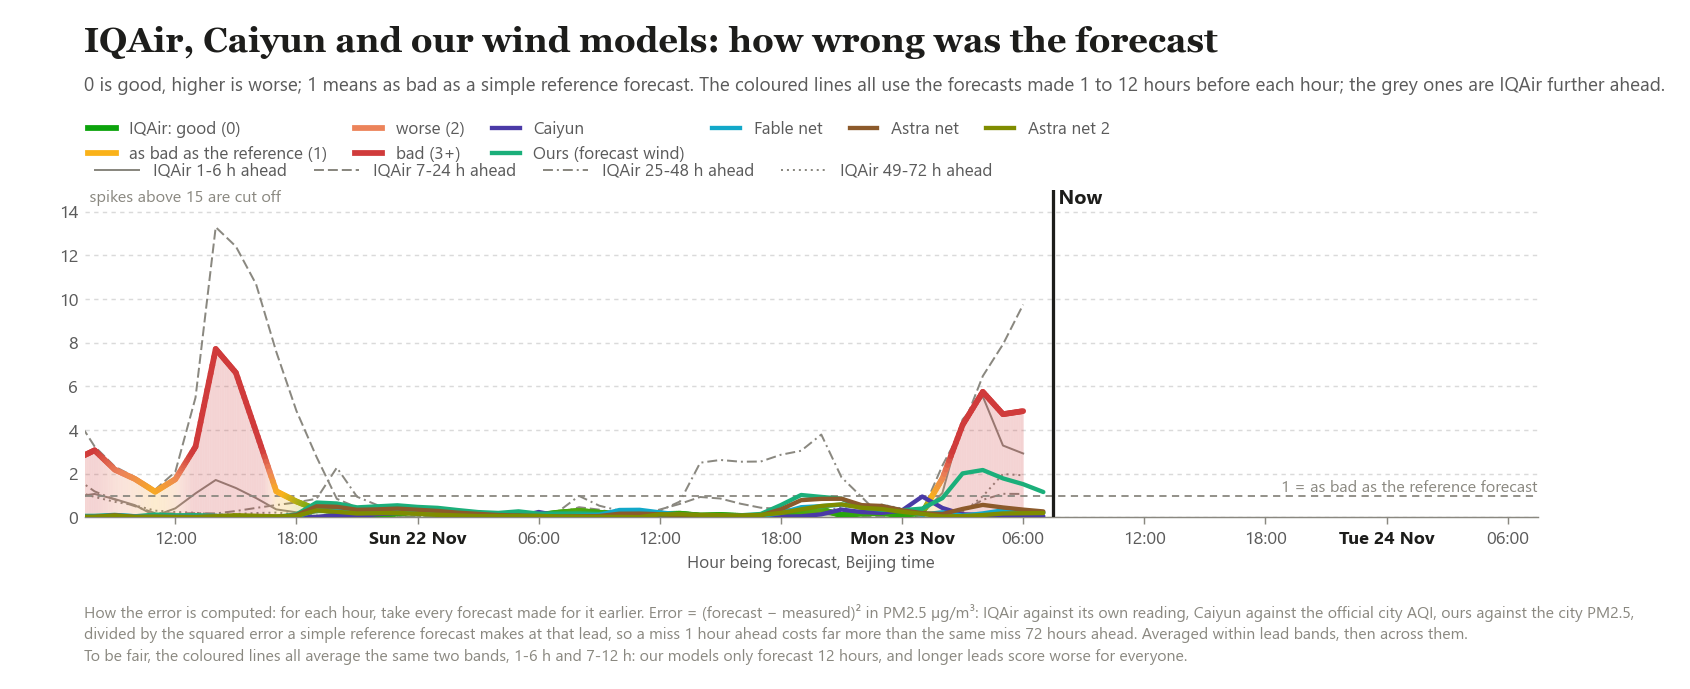 IQAir, Caiyun and our wind models: how wrong was the forecast
0 is good, higher is worse; 1 means as bad as a simple reference forecast. The coloured lines all use the forecasts made 1 to 12 hours before each hour; the grey ones are IQAir further ahead.
IQAir: good (0) worse (2) Caiyun Fable net Astra net Astra net 2
as bad as the reference (1) bad (3+) Ours (forecast wind)
IQAir 1-6 h ahead IQAir 7-24 h ahead IQAir 25-48 h ahead IQAir 49-72 h ahead
spikes above 15 are cut off
Now
14
12
10
8
6
4
2
1 = as bad as the reference forecast
0
12:00 18:00 Sun 22 Nov 06:00 12:00 18:00 Mon 23 Nov 06:00 12:00 18:00 Tue 24 Nov 06:00
Hour being forecast, Beijing time
How the error is computed: for each hour, take every forecast made for it earlier. Error = (forecast − measured)² in PM2.5 µg/m³: IQAir against its own reading, Caiyun against the official city AQI, ours against the city PM2.5,
divided by the squared error a simple reference forecast makes at that lead, so a miss 1 hour ahead costs far more than the same miss 72 hours ahead. Averaged within lead bands, then across them.
To be fair, the coloured lines all average the same two bands, 1-6 h and 7-12 h: our models only forecast 12 hours, and longer leads score worse for everyone.